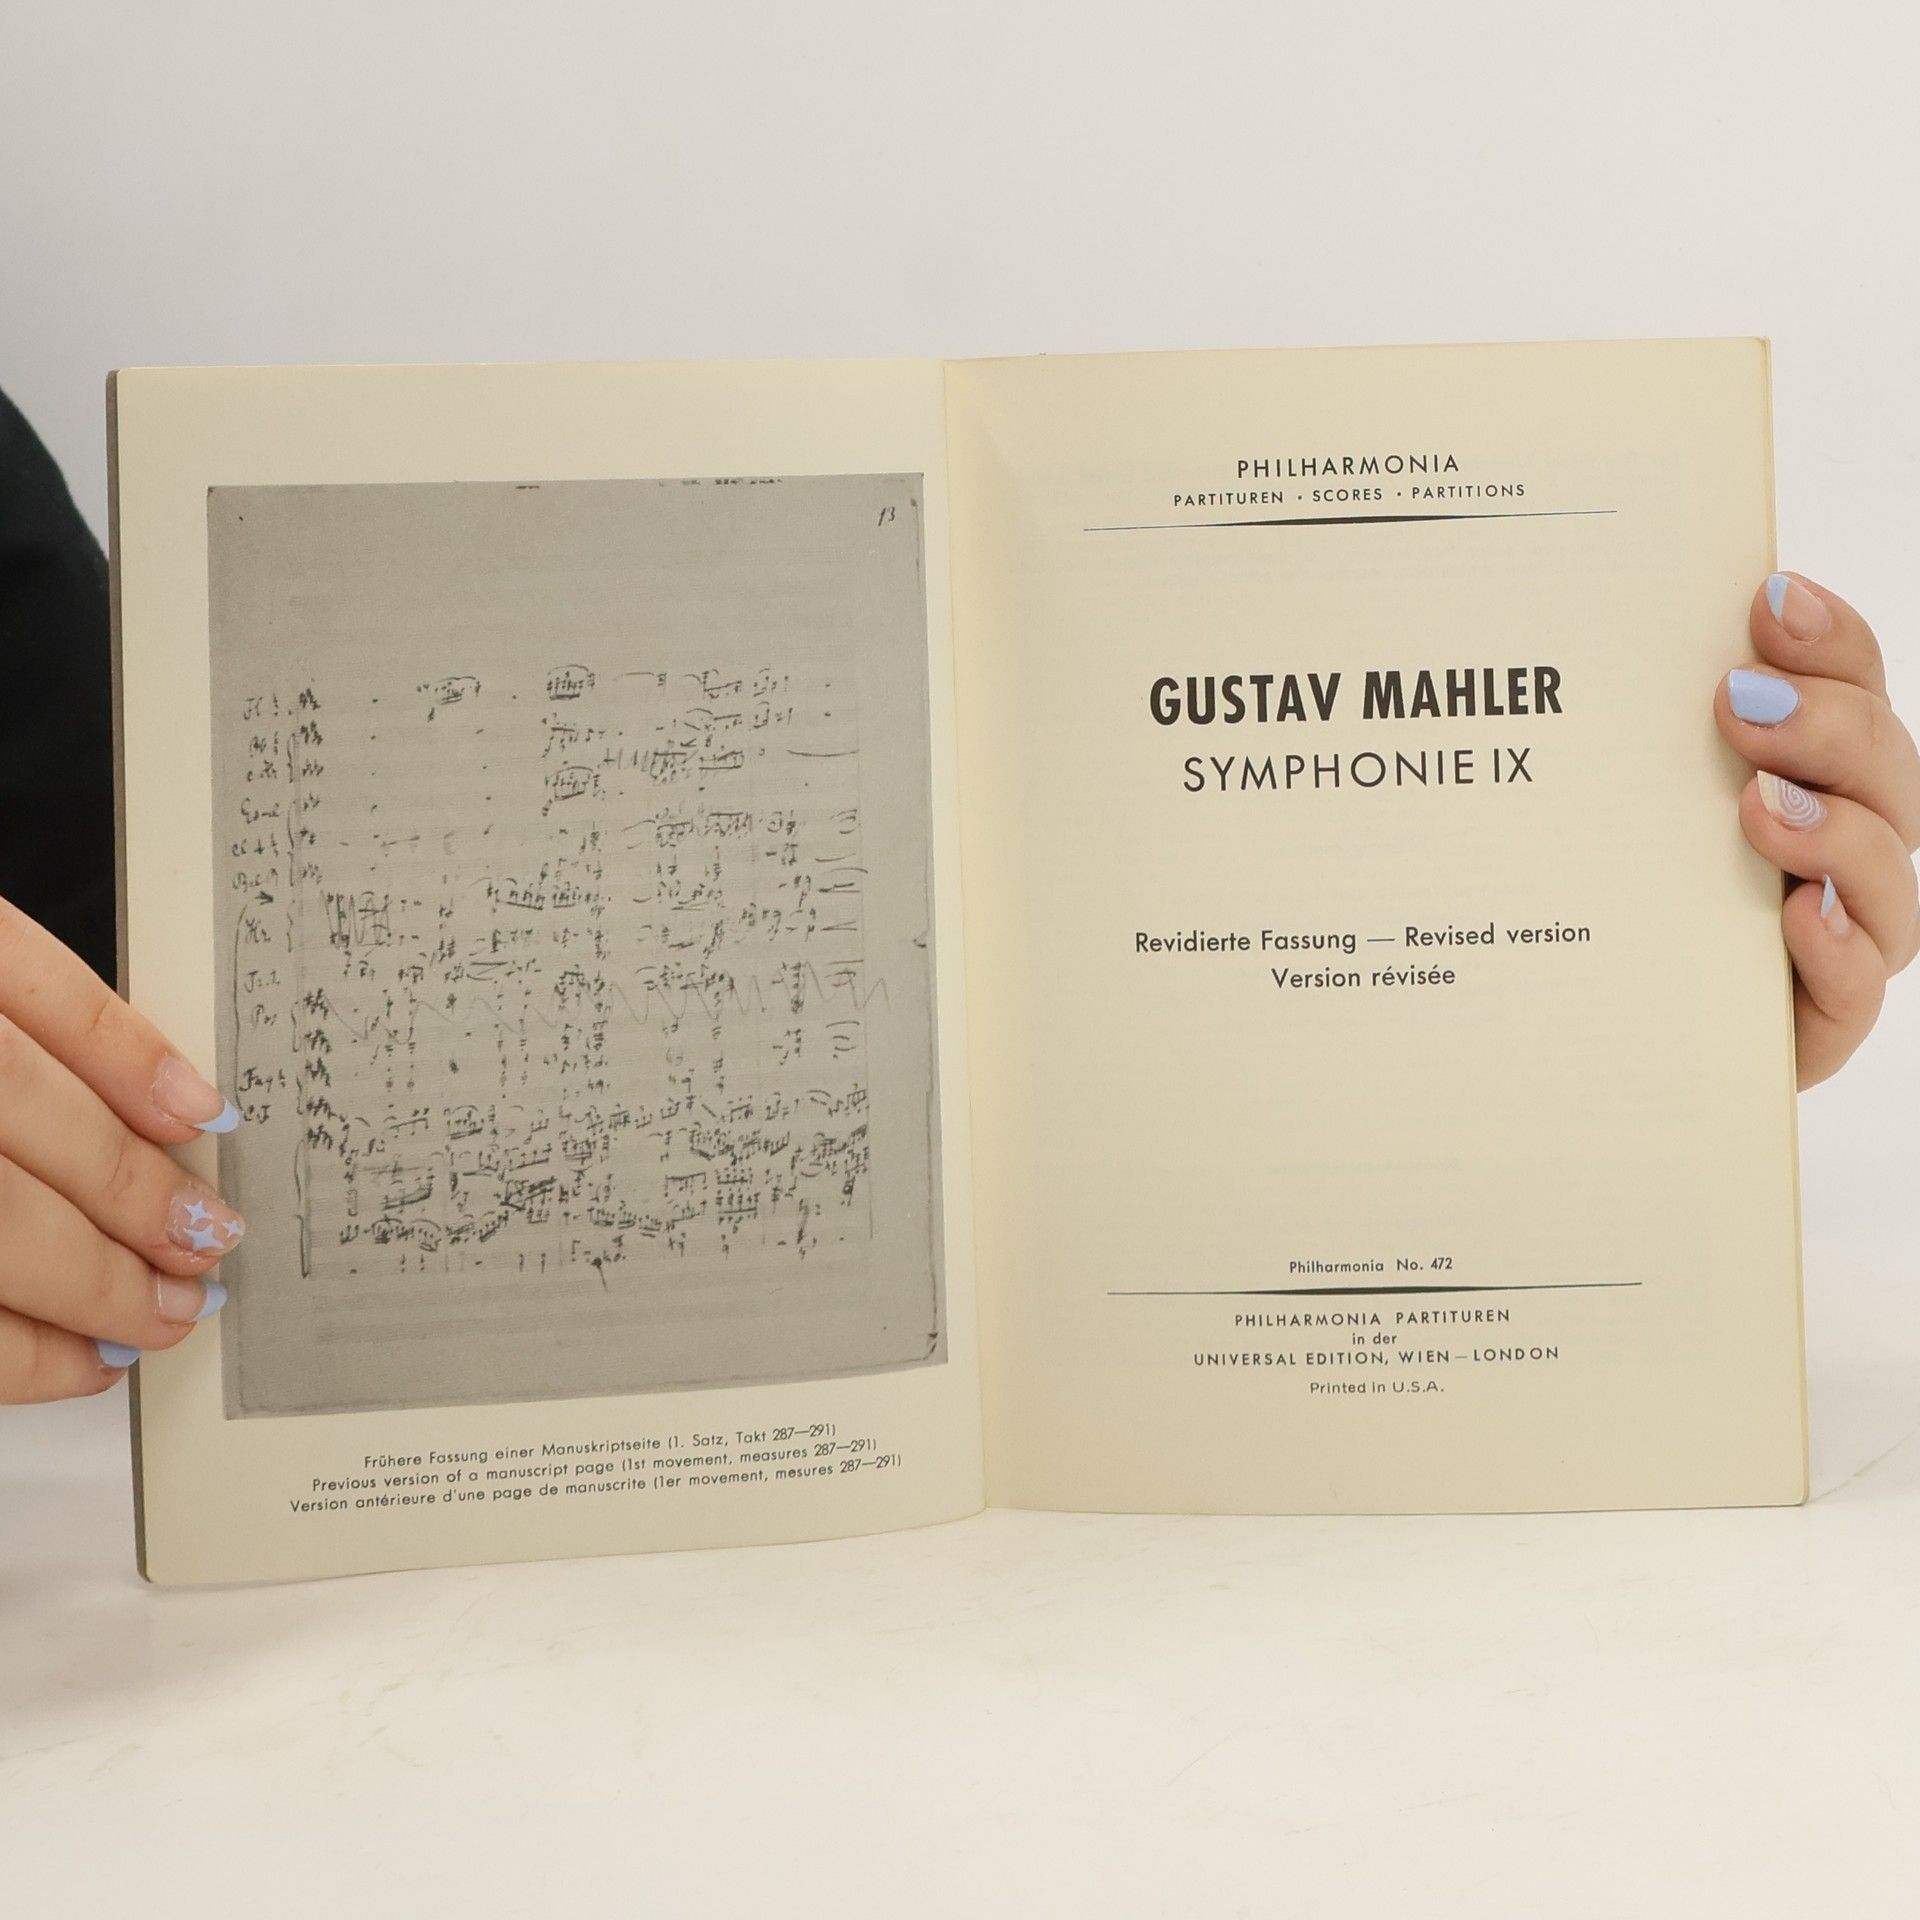 13
Frühere Fassung einer Manuskriptseite (1. Satz, Takt 287—291)
Previous version of a manuscript page (1st movement, measures 287—291)
Version antérieure d'une page de manuscrite (1er movement, mesures 287—291)
PHILHARMONIA
PARTITUREN • SCORES • PARTITIONS
GUSTAV MAHLER
SYMPHONIE IX
Revidierte Fassung — Revised version
Version révisée
Philharmonia No. 472
PHILHARMONIA PARTITUREN
in der
UNIVERSAL EDITION, WIEN — LONDON
Printed in U.S.A.